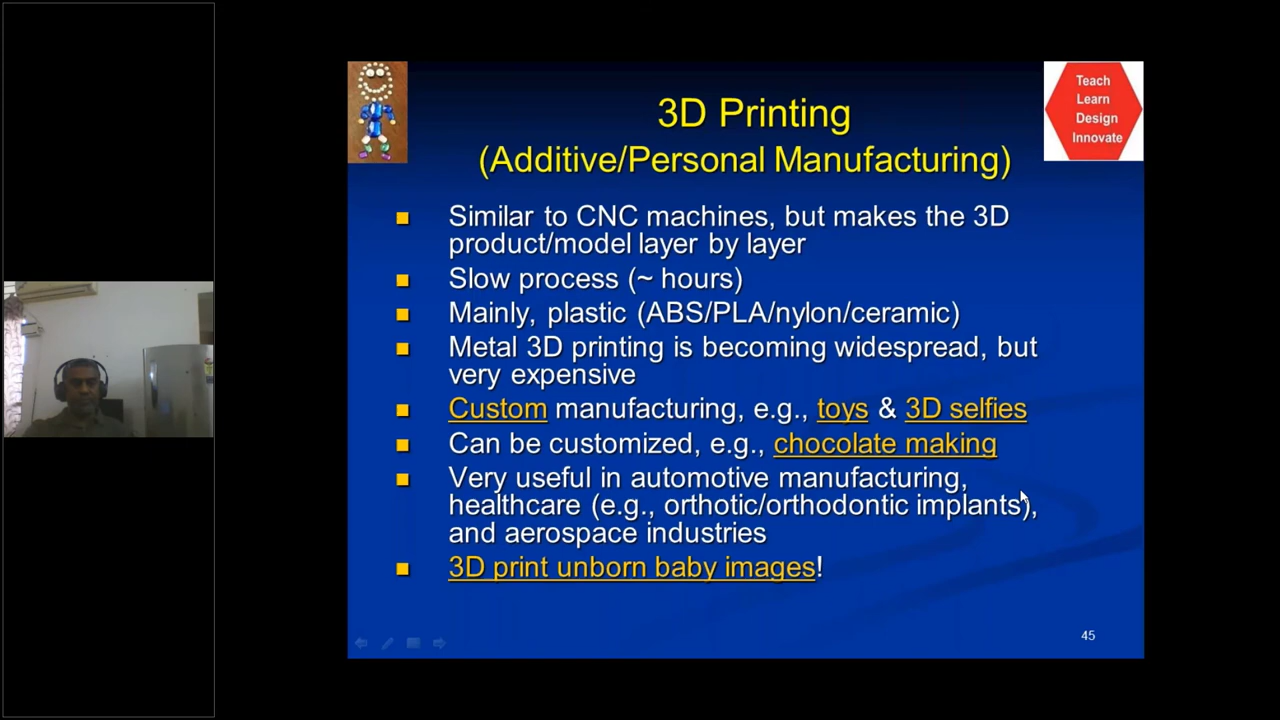 Teach
Learn
Design
Innovate
3D Printing
(Additive/Personal Manufacturing)
Similar to CNC machines, but makes the 3D
product/model layer by layer
Slow process (~ hours)
Mainly, plastic (ABS/PLA/nylon/ceramic)
Metal 3D printing is becoming widespread, but
very expensive
Custom manufacturing, e.g., toys & 3D selfies
Can be customized, e.g., chocolate making
Very useful in automotive manufacturing,
healthcare (e.g., orthotic/orthodontic implants),
and aerospace industries
3D print unborn baby images!
45